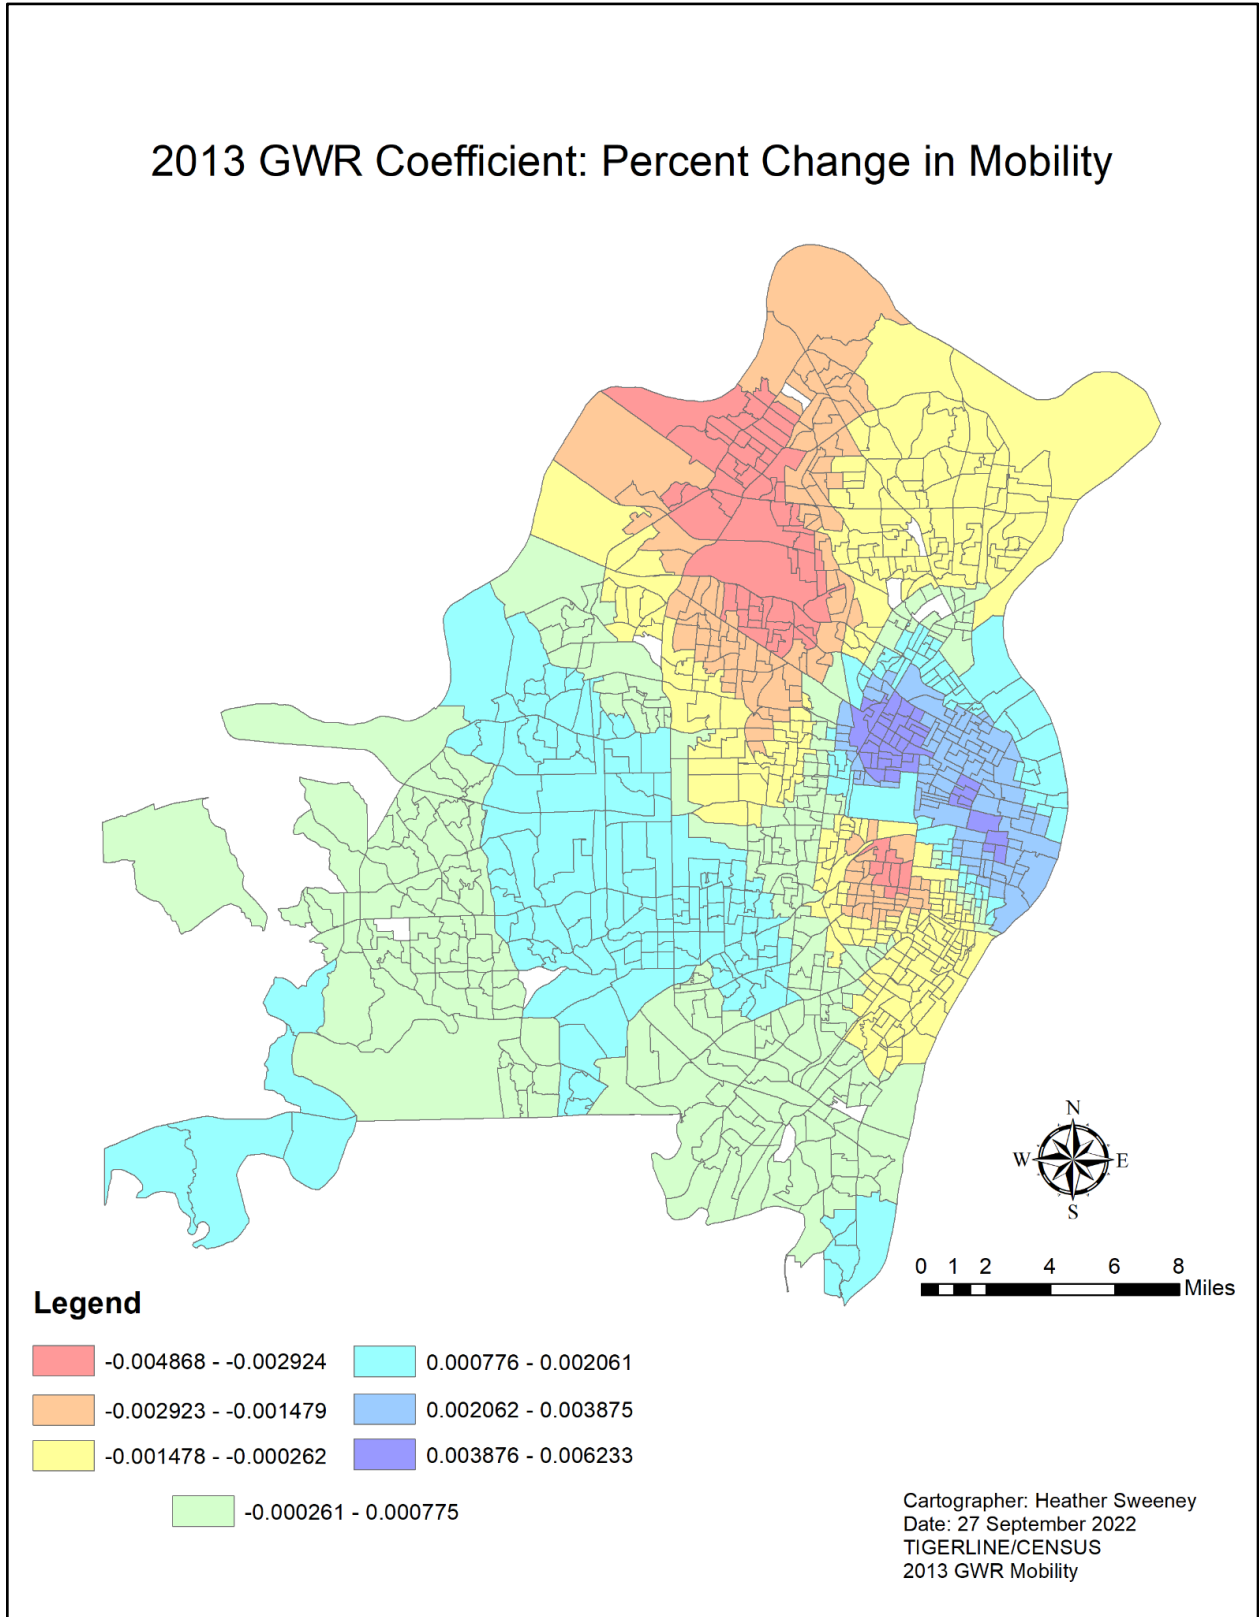 2013 GWR Coefficient: Percent Change in Mobility
N
W E
S
0 1 2 4 6 8
Miles
Legend
-0.004868 - -0.002924
-0.002923 - -0.001479
-0.001478 - -0.000262
-0.000261 - 0.000775
0.000776 - 0.002061
0.002062 - 0.003875
0.003876 - 0.006233
Cartographer: Heather Sweeney
Date: 27 September 2022
TIGERLINE/CENSUS
2013 GWR Mobility